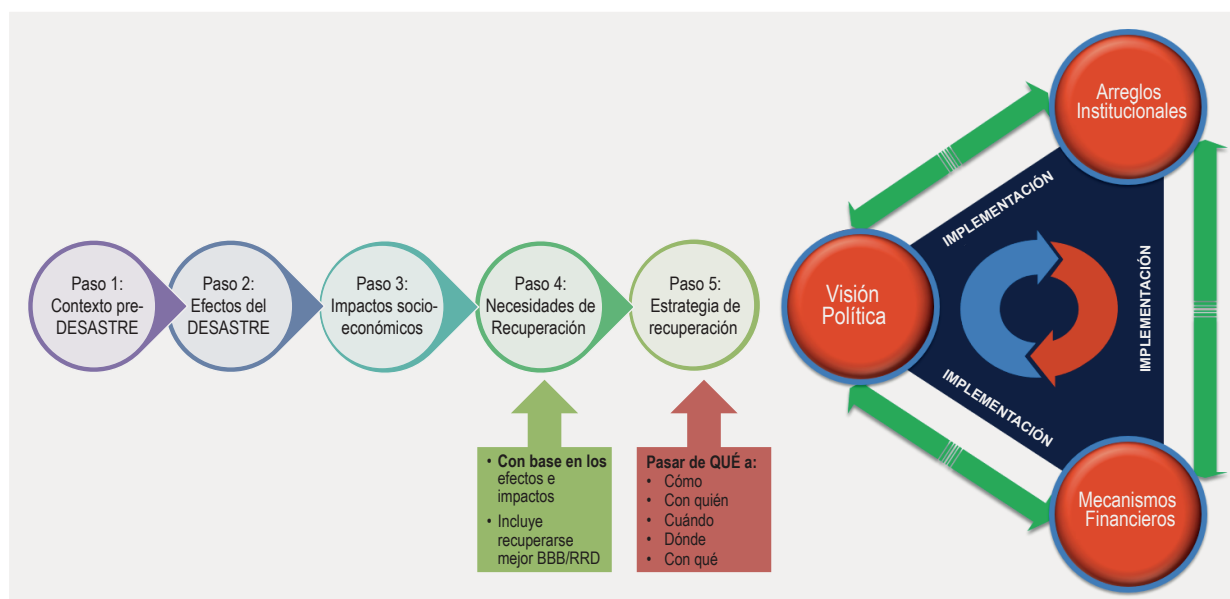 Paso 1:
Contexto pre-
DESASTRE
Paso 2:
Efectos del
DESASTRE
Paso 3:
Impactos socio-
económicos
Paso 4:
Necesidades de
Recuperación
Paso 5:
Estrategia de
recuperación
• Con base en los
efectos e
impactos
• Incluye
recuperarse
mejor BBB/RRD
Pasar de QUÉ a:
• Cómo
• Con quién
• Cuándo
• Dónde
• Con qué
Arreglos
Institucionales
Visión
Política
Mecanismos
Financieros
IMPLEMENTACIÓN
IMPLEMENTACIÓN
IMPLEMENTACIÓN